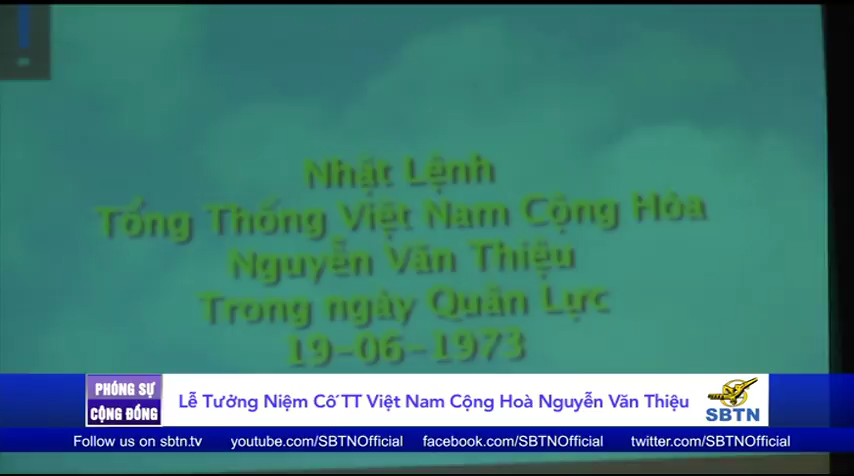 Nhật Lệnh
Tổng Thống Việt Nam Cộng Hòa
Nguyễn Văn Thiệu
Trong ngày Quân Lực
19-06-1973
PHÓNG SỰ
CỘNG ĐỒNG
Lễ Tưởng Niệm Cố TT Việt Nam Cộng Hoà Nguyễn Văn Thiệu
SBTN
Follow us on sbtn.tv youtube.com/SBTNOfficial facebook.com/SBTNOfficial twitter.com/SBTNOfficial